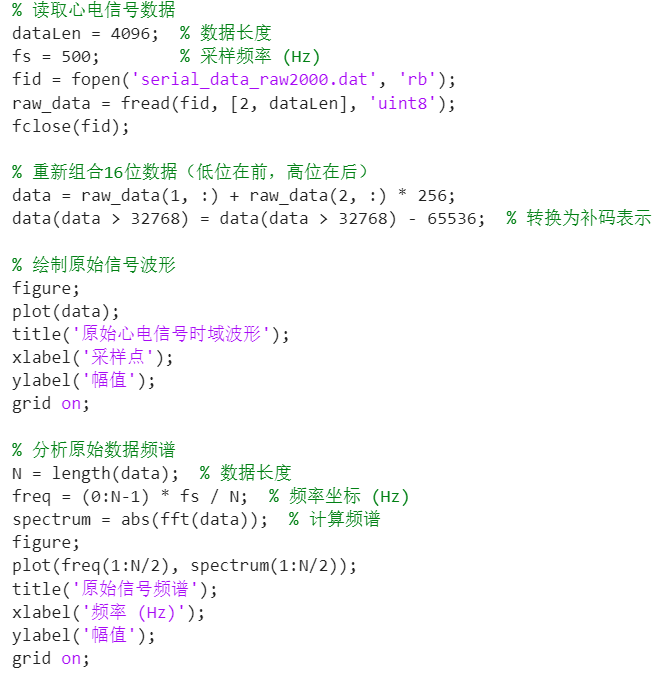 % 读取心电信号数据
dataLen = 4096;  % 数据长度
fs = 500;        % 采样频率 (Hz)
fid = fopen('serial_data_raw2000.dat', 'rb');
raw_data = fread(fid, [2, dataLen], 'uint8');
fclose(fid);
% 重新组合16位数据（低位在前，高位在后）
data = raw_data(1, :) + raw_data(2, :) * 256;
data(data > 32768) = data(data > 32768) - 65536;  % 转换为补码表示
% 绘制原始信号波形
figure;
plot(data);
title('原始心电信号时域波形');
xlabel('采样点');
ylabel('幅值');
grid on;
% 分析原始数据频谱
N = length(data);  % 数据长度
freq = (0:N-1) * fs / N;  % 频率坐标 (Hz)
spectrum = abs(fft(data));  % 计算频谱
figure;
plot(freq(1:N/2), spectrum(1:N/2));
title('原始信号频谱');
xlabel('频率 (Hz)');
ylabel('幅值');
grid on;